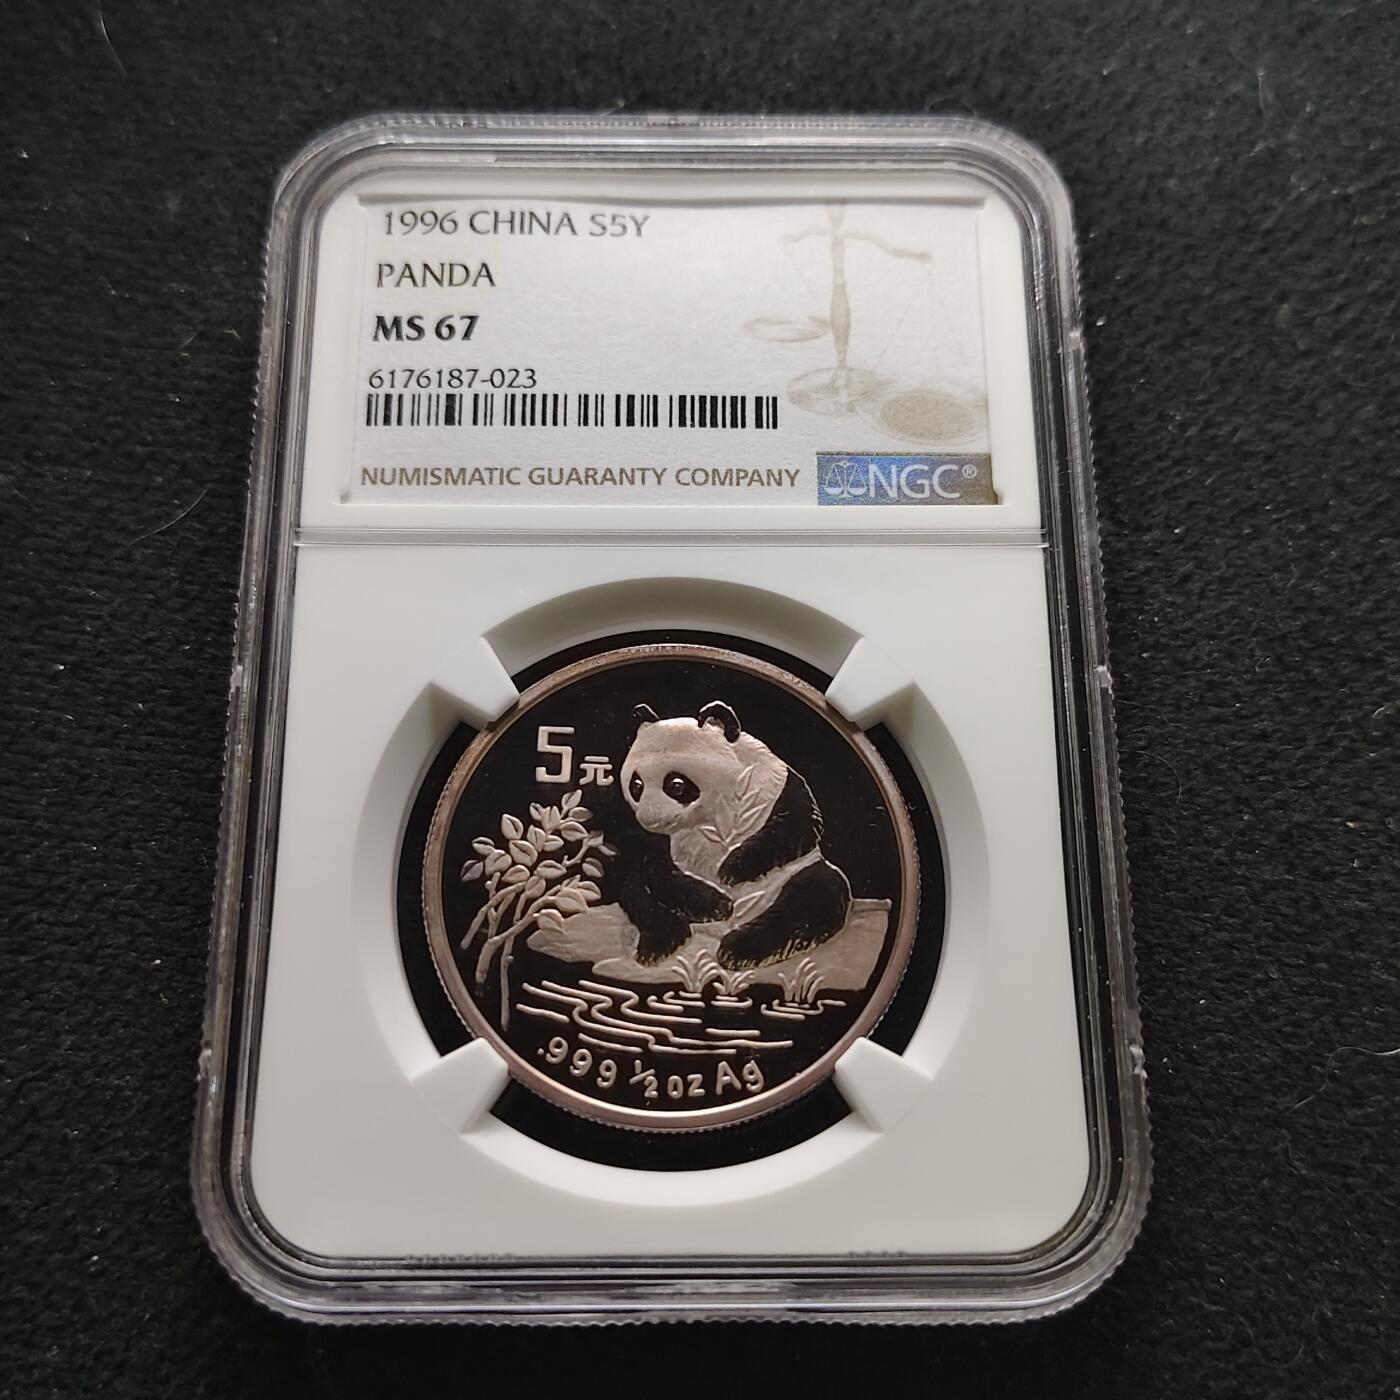 1996 CHINA S5Y
PANDA
MS 67
6176187-023
NUMISMATIC GUARANTY COMPANY
NGC®
5元
.999 ½ oz Ag